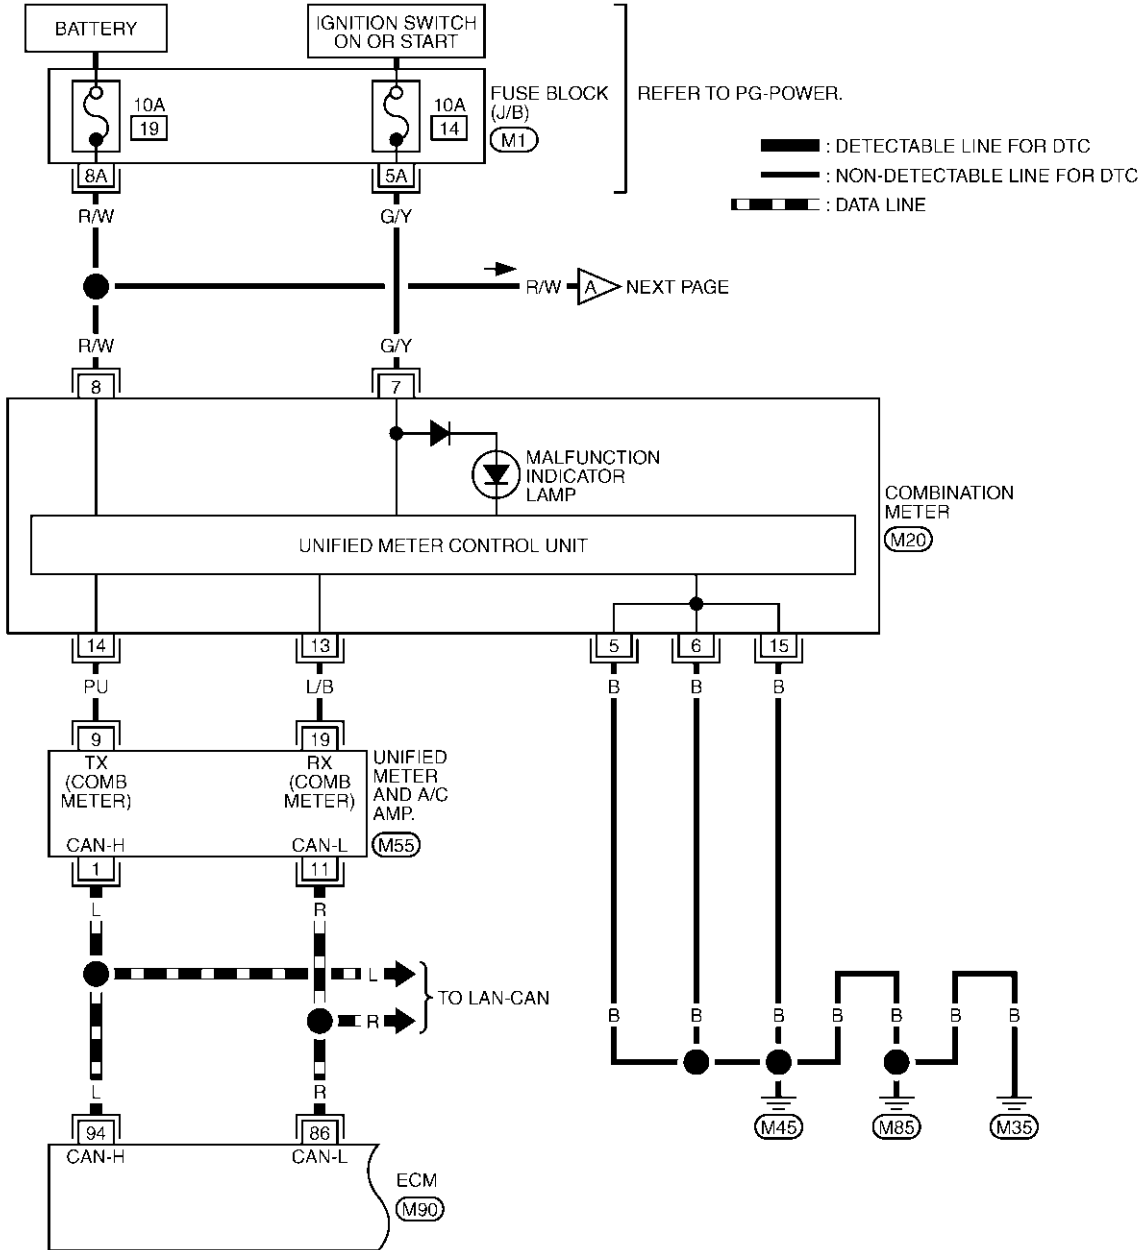 BATTERY
IGNITION SWITCH
ON OR START
10A
19
10A
14
FUSE BLOCK
(J/B)
M1
REFER TO PG-POWER.
: DETECTABLE LINE FOR DTC
: NON-DETECTABLE LINE FOR DTC
: DATA LINE
8A
5A
R/W
G/Y
R/W
A
NEXT PAGE
R/W
G/Y
8
7
MALFUNCTION
INDICATOR
LAMP
COMBINATION
METER
M20
UNIFIED METER CONTROL UNIT
14
13
5
6
15
PU
L/B
B
B
B
9
19
TX
(COMB
METER)
RX
(COMB
METER)
UNIFIED
METER
AND A/C
AMP.
M55
CAN-H
CAN-L
1
11
L
R
L
R
TO LAN-CAN
B
B
B
B
B
B
B
L
R
M45
M85
M35
94
86
CAN-H
CAN-L
ECM
M90